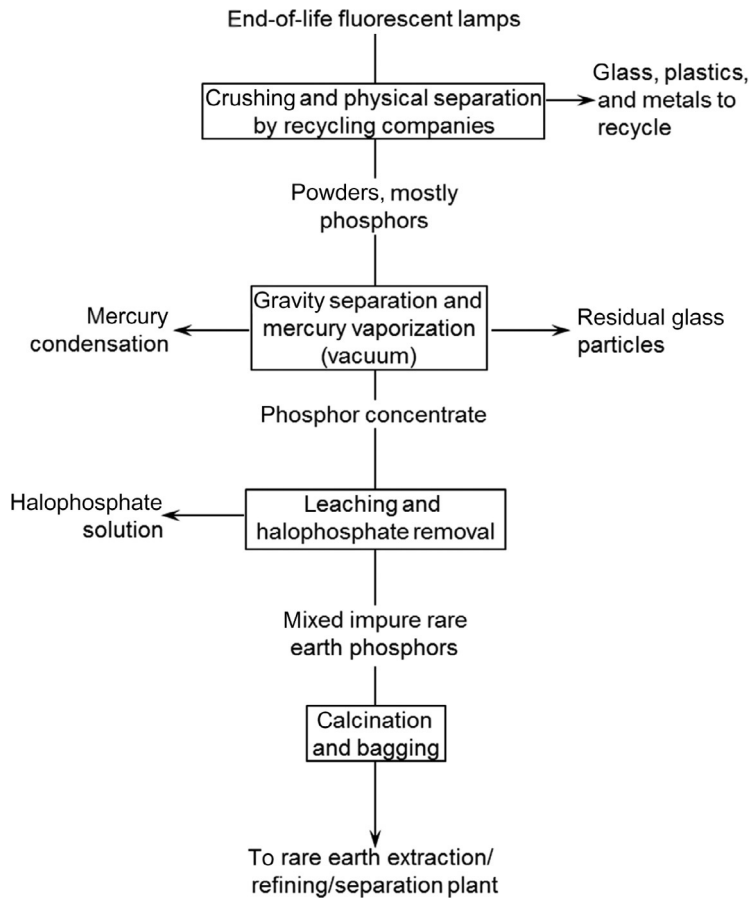 End-of-life fluorescent lamps
Crushing and physical separation
by recycling companies
Glass, plastics,
and metals to
recycle
Powders, mostly
phosphors
Mercury
condensation
Gravity separation and
mercury vaporization
(vacuum)
Residual glass
particles
Phosphor concentrate
Halophosphate
solution
Leaching and
halophosphate removal
Mixed impure rare
earth phosphors
Calcination
and bagging
To rare earth extraction/
refining/separation plant